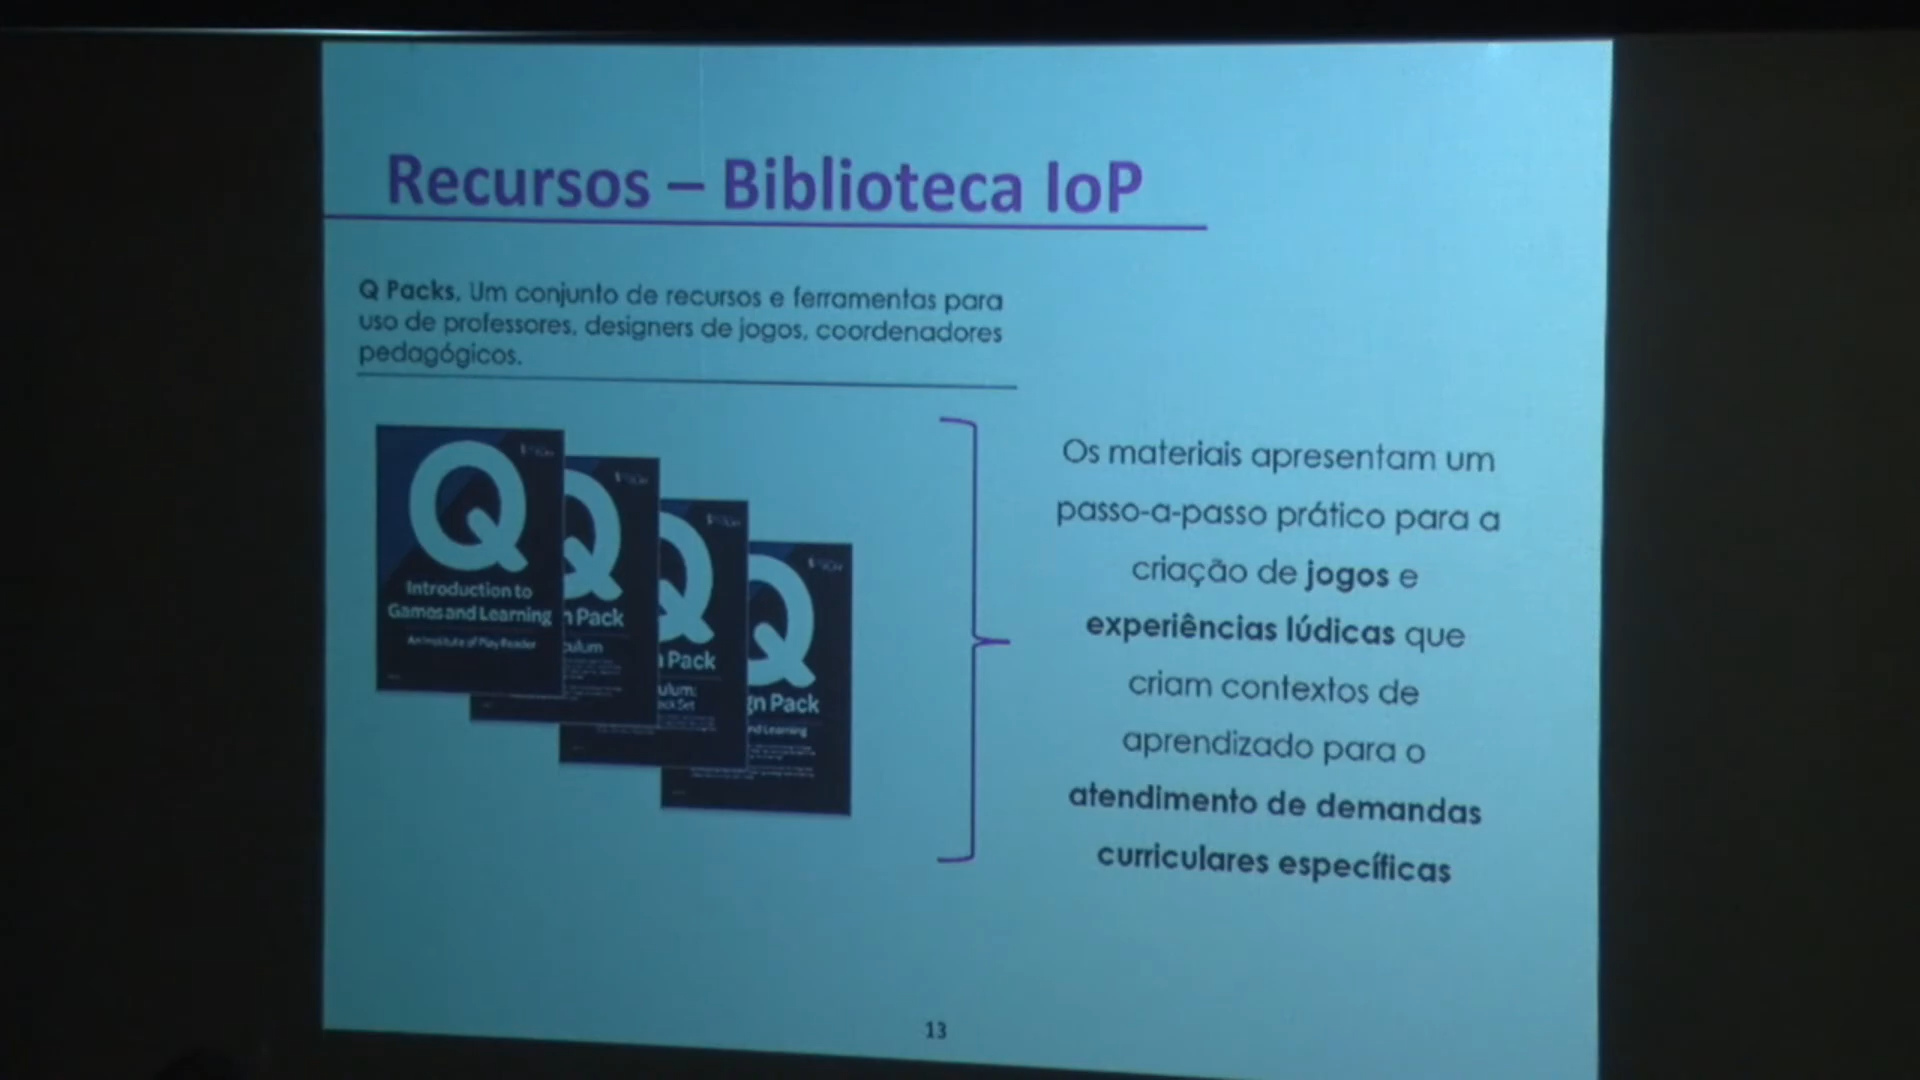 Recursos – Biblioteca IoP
Q Packs. Um conjunto de recursos e ferramentas para
uso de professores, designers de jogos, coordenadores
pedagógicos.
Q
Introduction to
Games and Learning
An Institute of Play Reader
Q
n Pack
culum
Q
n Pack
ulum:
ack Set
Q
gn Pack
nd Learning
Os materiais apresentam um
passo-a-passo prático para a
criação de jogos e
experiências lúdicas que
criam contextos de
aprendizado para o
atendimento de demandas
curriculares específicas
13